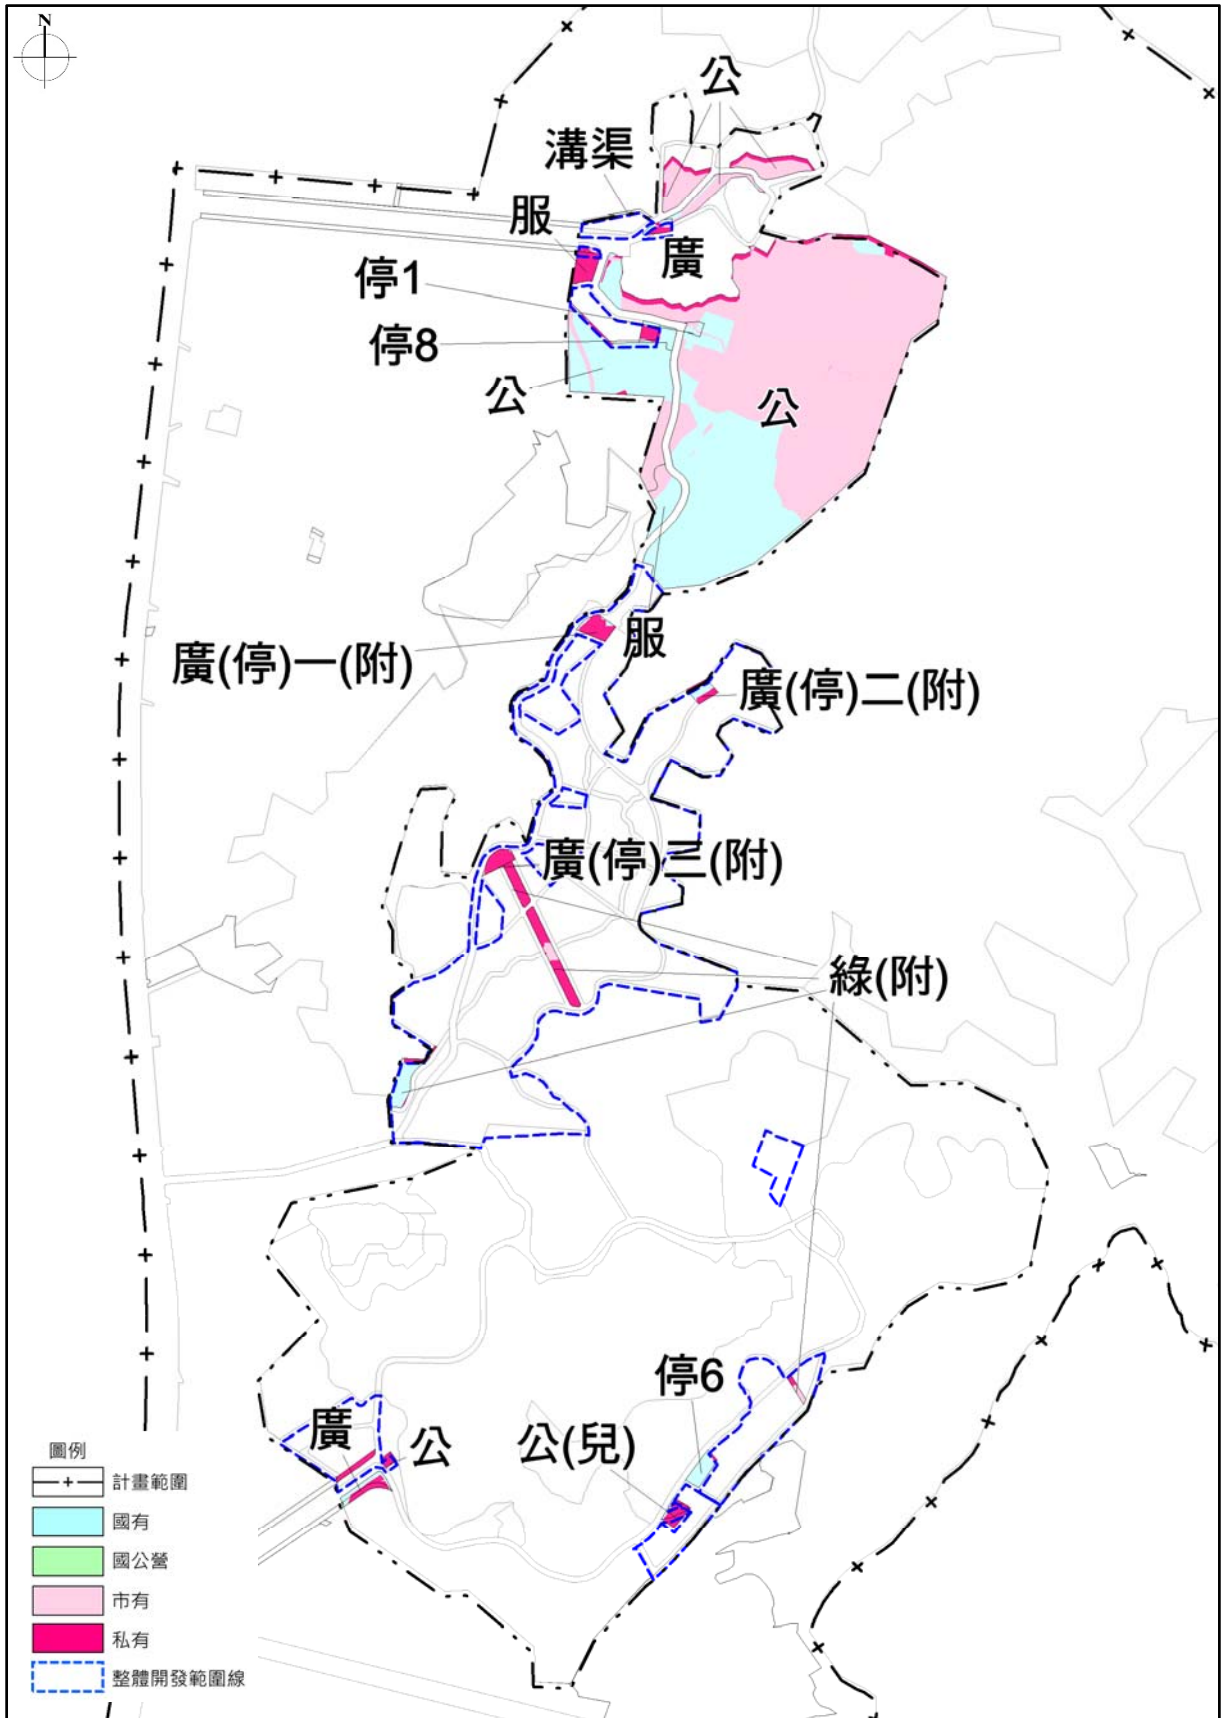 N
公
溝渠
服
廣
停1
停8
公
公
廣(停)一(附)
服
廣(停)二(附)
廣(停)三(附)
綠(附)
停6
廣
公
公(兒)
圖例
計畫範圍
國有
國公營
市有
私有
整體開發範圍線